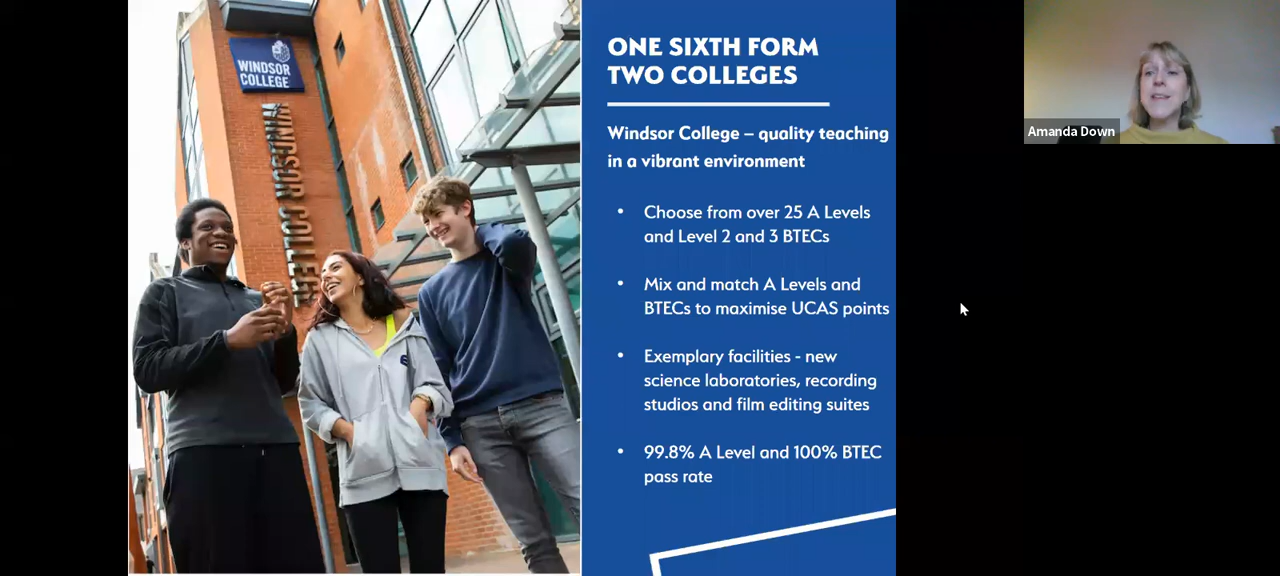 WINDSOR
COLLEGE
WINDSOR COLLEGE
ONE SIXTH FORM
TWO COLLEGES
Windsor College – quality teaching
in a vibrant environment
• Choose from over 25 A Levels
and Level 2 and 3 BTECs
• Mix and match A Levels and
BTECs to maximise UCAS points
• Exemplary facilities - new
science laboratories, recording
studios and film editing suites
• 99.8% A Level and 100% BTEC
pass rate
Amanda Down